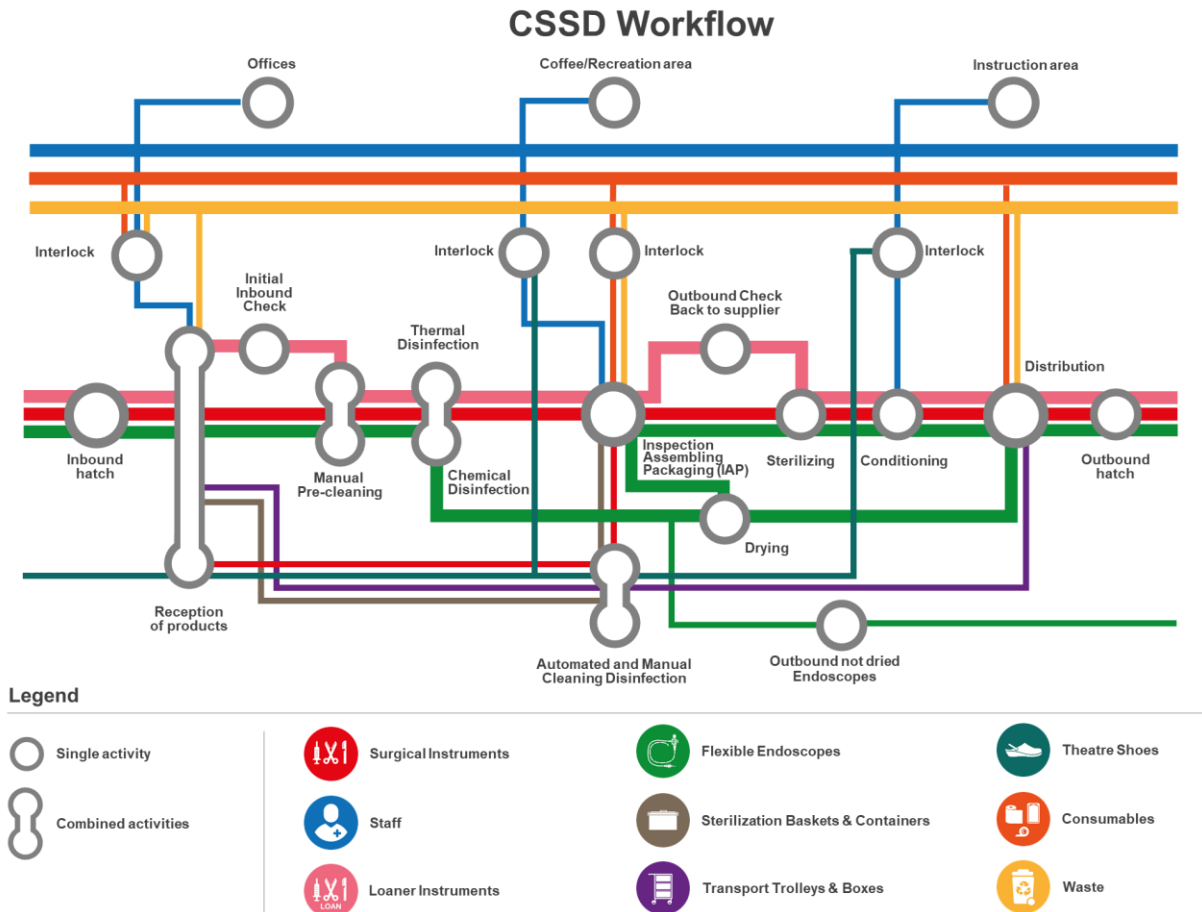 CSSD Workflow
Offices
Coffee/Recreation area
Instruction area
Interlock
Interlock
Interlock
Interlock
Initial
Inbound
Check
Outbound Check
Back to supplier
Thermal
Disinfection
Distribution
Inbound
hatch
Manual
Pre-cleaning
Chemical
Disinfection
Inspection
Assembling
Packaging (IAP)
Sterilizing
Conditioning
Outbound
hatch
Drying
Reception
of products
Automated and Manual
Cleaning Disinfection
Outbound not dried
Endoscopes
Legend
Single activity
Combined activities
Surgical Instruments
Staff
LOAN
Loaner Instruments
Flexible Endoscopes
Sterilization Baskets & Containers
Transport Trolleys & Boxes
Theatre Shoes
Consumables
Waste